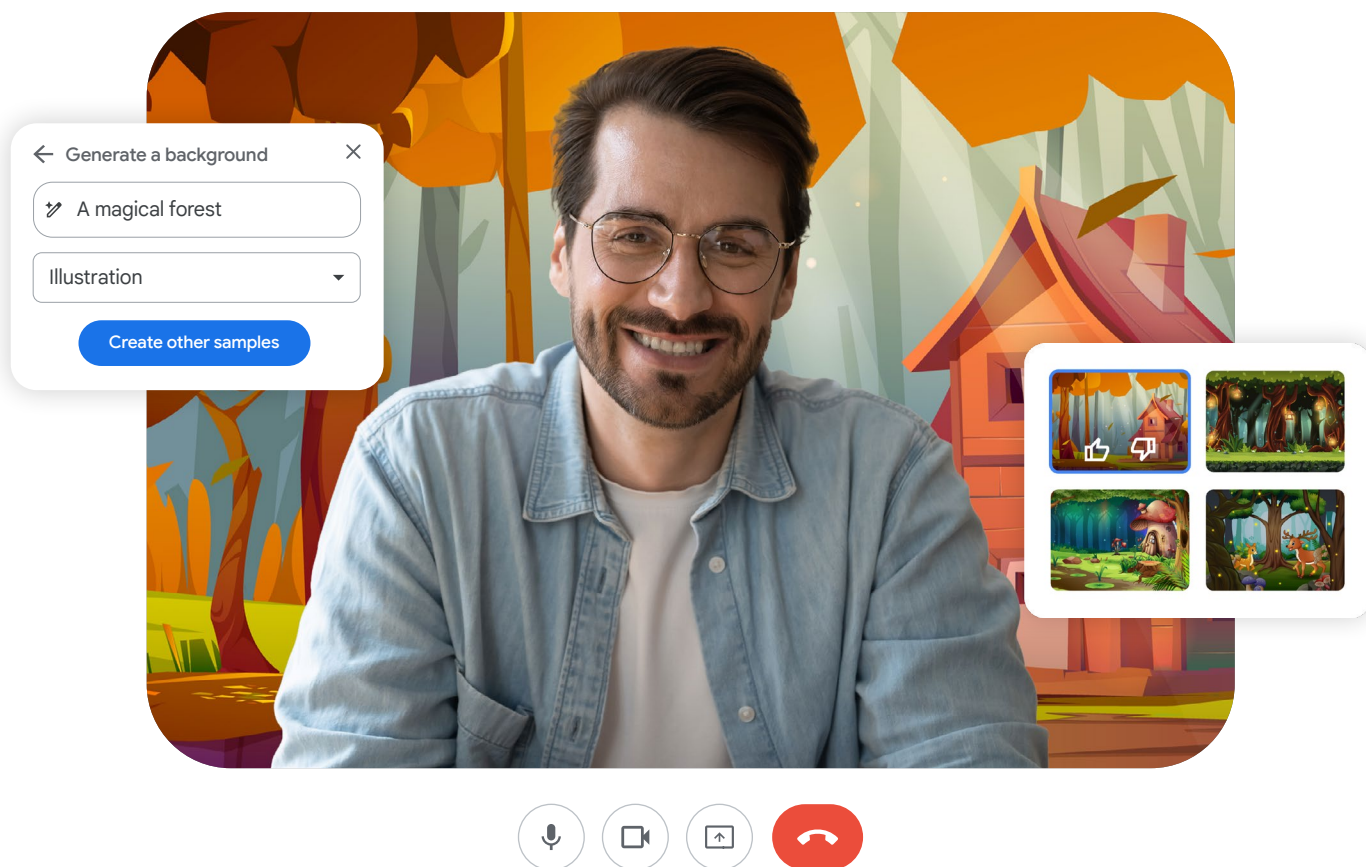 Generate a background
A magical forest
Illustration
Create other samples